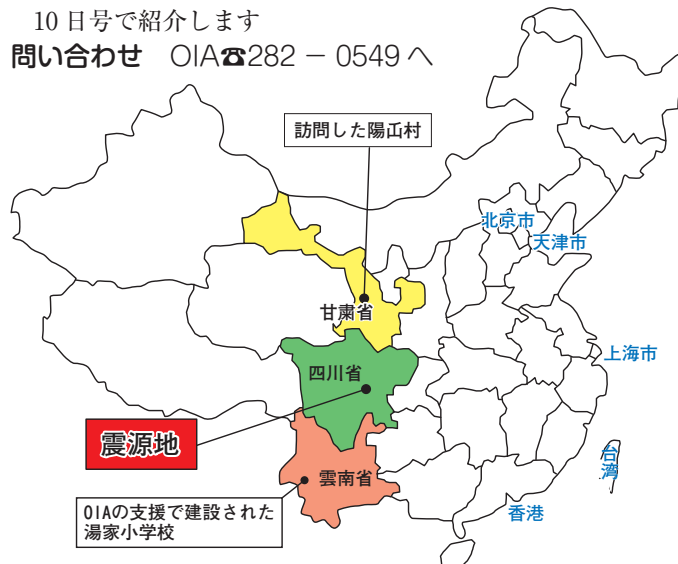 10日号で紹介します
問い合わせ　OIA☎282－0549へ
訪問した陽屲村
北京市
天津市
甘粛省
上海市
四川省
震源地
台湾
雲南省
OIAの支援で建設された
湯家小学校
香港